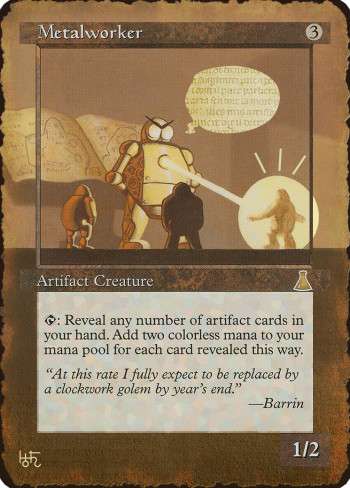 Metalworker 3
Artifact Creature
: Reveal any number of artifact cards in
your hand. Add two colorless mana to
your mana pool for each card revealed this way.
“At this rate I fully expect to be replaced by
a clockwork golem by year’s end.”
—Barrin
1/2